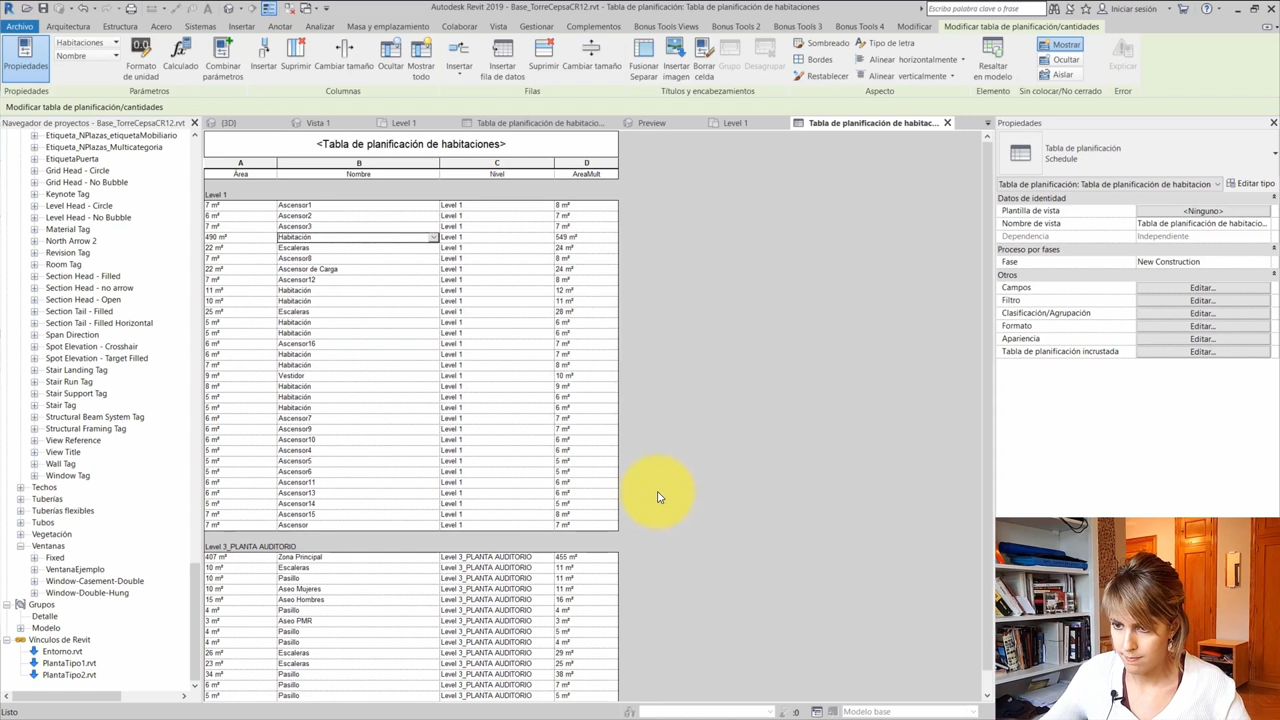 Autodesk Revit 2019 - Base_TorreCepsaCR12.rvt - Tabla de planificación: Tabla de planificación de habitaciones
Escriba palabra clave o frase
Iniciar sesión
Archivo Arquitectura Estructura Acero Sistemas Insertar Anotar Analizar Masa y emplazamiento Colaborar Vista Gestionar Complementos Bonus Tools Views Bonus Tools 2 Bonus Tools 3 Bonus Tools 4 Modificar Modificar tabla de planificación/cantidades
Habitaciones
Nombre
Propiedades
Formato de unidad
Calculado
Combinar parámetros
Insertar
Suprimir
Cambiar tamaño
Ocultar
Mostrar todo
Insertar
Insertar fila de datos
Suprimir
Cambiar tamaño
Fusionar Separar
Insertar imagen
Borrar celda
Grupo
Desagrupar
Sombreado
Bordes
Restablecer
Tipo de letra
Alinear horizontalmente
Alinear verticalmente
Resaltar en modelo
Mostrar
Ocultar
Aislar
Explicar
Propiedades Parámetros Columnas Filas Títulos y encabezamientos Aspecto Elemento Sin colocar/No cerrado Error
Modificar tabla de planificación/cantidades
Navegador de proyectos - Base_TorreCepsaCR12.rvt
{3D} Vista 1 Level 1 Tabla de planificación de habitacio... Preview Level 1 Tabla de planificación de habitac...
Etiqueta_NPlazas_etiquetaMobiliario
Etiqueta_NPlazas_Multicategoria
EtiquetaPuerta
Grid Head - Circle
Grid Head - No Bubble
Keynote Tag
Level Head - Circle
Level Head - No Bubble
Material Tag
North Arrow 2
Revision Tag
Room Tag
Section Head - Filled
Section Head - no arrow
Section Head - Open
Section Tail - Filled
Section Tail - Filled Horizontal
Span Direction
Spot Elevation - Crosshair
Spot Elevation - Target Filled
Stair Landing Tag
Stair Run Tag
Stair Support Tag
Stair Tag
Structural Beam System Tag
Structural Framing Tag
View Reference
View Title
Wall Tag
Window Tag
Techos
Tuberías
Tuberías flexibles
Tubos
Vegetación
Ventanas
Fixed
VentanaEjemplo
Window-Casement-Double
Window-Double-Hung
Grupos
Detalle
Modelo
Vínculos de Revit
Entorno.rvt
PlantaTipo1.rvt
PlantaTipo2.rvt
<Tabla de planificación de habitaciones>
A B C D
Área Nombre Nivel AreaMult
Level 1
7 m² Ascensor1 Level 1 8 m²
6 m² Ascensor2 Level 1 7 m²
7 m² Ascensor3 Level 1 7 m²
490 m² Habitación Level 1 549 m²
22 m² Escaleras Level 1 24 m²
7 m² Ascensor8 Level 1 8 m²
22 m² Ascensor de Carga Level 1 24 m²
7 m² Ascensor12 Level 1 8 m²
11 m² Habitación Level 1 12 m²
10 m² Habitación Level 1 11 m²
25 m² Escaleras Level 1 28 m²
5 m² Habitación Level 1 6 m²
5 m² Habitación Level 1 6 m²
6 m² Ascensor16 Level 1 7 m²
6 m² Habitación Level 1 7 m²
7 m² Habitación Level 1 8 m²
9 m² Vestidor Level 1 10 m²
8 m² Habitación Level 1 9 m²
5 m² Habitación Level 1 6 m²
5 m² Habitación Level 1 6 m²
6 m² Ascensor7 Level 1 6 m²
6 m² Ascensor9 Level 1 6 m²
6 m² Ascensor10 Level 1 6 m²
5 m² Ascensor4 Level 1 6 m²
5 m² Ascensor5 Level 1 5 m²
5 m² Ascensor6 Level 1 5 m²
6 m² Ascensor11 Level 1 6 m²
6 m² Ascensor13 Level 1 6 m²
5 m² Ascensor14 Level 1 5 m²
7 m² Ascensor15 Level 1 8 m²
7 m² Ascensor Level 1 7 m²
Level 3_PLANTA AUDITORIO
407 m² Zona Principal Level 3_PLANTA AUDITORIO 455 m²
10 m² Escaleras Level 3_PLANTA AUDITORIO 11 m²
10 m² Pasillo Level 3_PLANTA AUDITORIO 11 m²
10 m² Aseo Mujeres Level 3_PLANTA AUDITORIO 11 m²
15 m² Aseo Hombres Level 3_PLANTA AUDITORIO 16 m²
4 m² Pasillo Level 3_PLANTA AUDITORIO 4 m²
3 m² Aseo PMR Level 3_PLANTA AUDITORIO 3 m²
4 m² Pasillo Level 3_PLANTA AUDITORIO 5 m²
4 m² Pasillo Level 3_PLANTA AUDITORIO 4 m²
26 m² Escaleras Level 3_PLANTA AUDITORIO 29 m²
23 m² Escaleras Level 3_PLANTA AUDITORIO 25 m²
34 m² Pasillo Level 3_PLANTA AUDITORIO 38 m²
6 m² Pasillo Level 3_PLANTA AUDITORIO 7 m²
5 m² Pasillo Level 3_PLANTA AUDITORIO 5 m²
Propiedades
Tabla de planificación
Schedule
Tabla de planificación: Tabla de planificacion
Editar tipo
Datos de identidad
Plantilla de vista <Ninguno>
Nombre de vista Tabla de planificación de habitacio...
Dependencia Independiente
Proceso por fases
Fase New Construction
Otros
Campos Editar...
Filtro Editar...
Clasificación/Agrupación Editar...
Formato Editar...
Apariencia Editar...
Tabla de planificación incrustada Editar...
Listo
:0
Modelo base